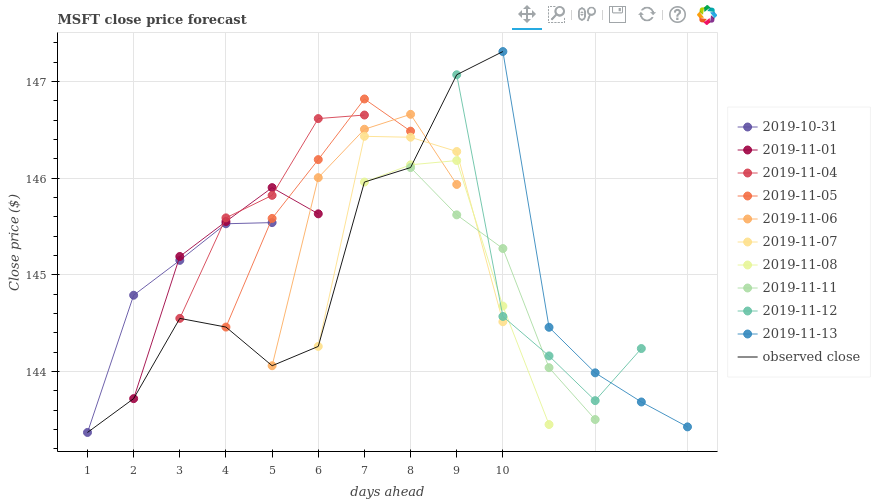 MSFT close price forecast
147
146
145
144
Close price ($)
1 2 3 4 5 6 7 8 9 10
days ahead
2019-10-31
2019-11-01
2019-11-04
2019-11-05
2019-11-06
2019-11-07
2019-11-08
2019-11-11
2019-11-12
2019-11-13
observed close